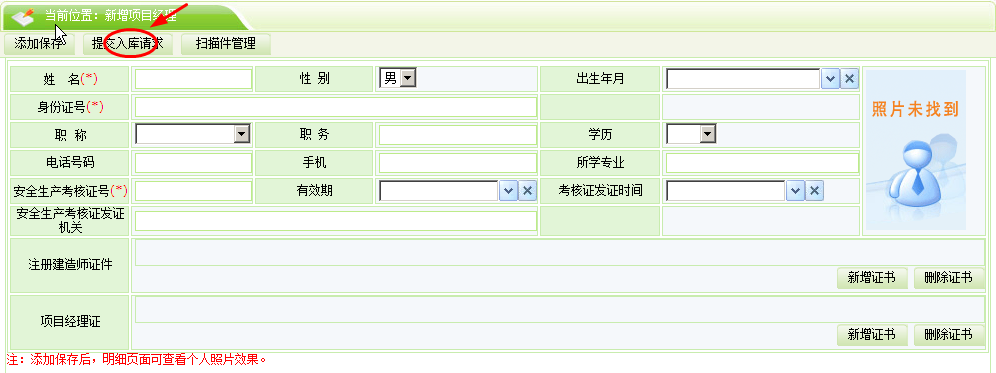 当前位置：新增项目经理
添加保存 提交入库请求 扫描件管理
姓 名(*) 性 别 男 出生年月
照片未找到
身份证号(*)
职 称 职 务 学历
电话号码 手机 所学专业
安全生产考核证号(*) 有效期 考核证发证时间
安全生产考核证发证
机关
注册建造师证件
新增证书 删除证书
项目经理证
新增证书 删除证书
注：添加保存后，明细页面可查看个人照片效果。